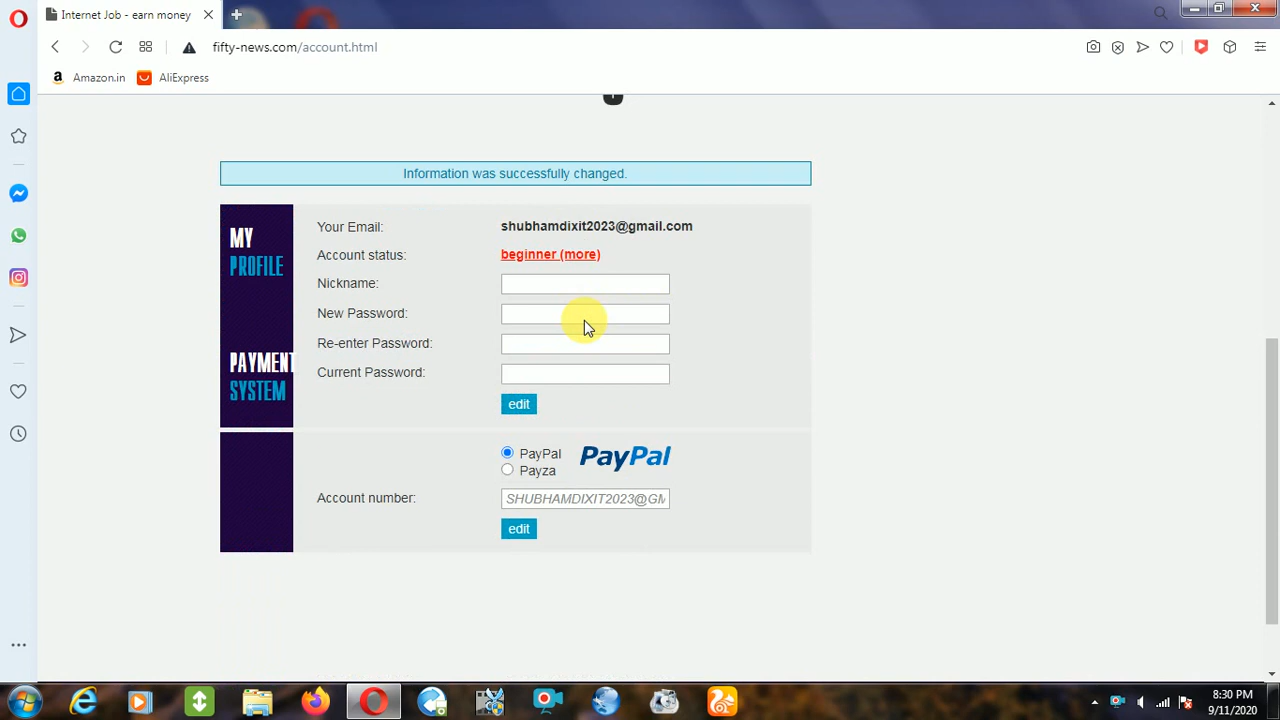 Internet Job - earn money
fifty-news.com/account.html
Amazon.in
AliExpress
Information was successfully changed.
MY PROFILE
Your Email: shubhamdixit2023@gmail.com
Account status: beginner (more)
Nickname:
New Password:
PAYMENT SYSTEM
Re-enter Password:
Current Password:
edit
PayPal PayPal
Payza
Account number: SHUBHAMDIXIT2023@GM
edit
8:30 PM
9/11/2020